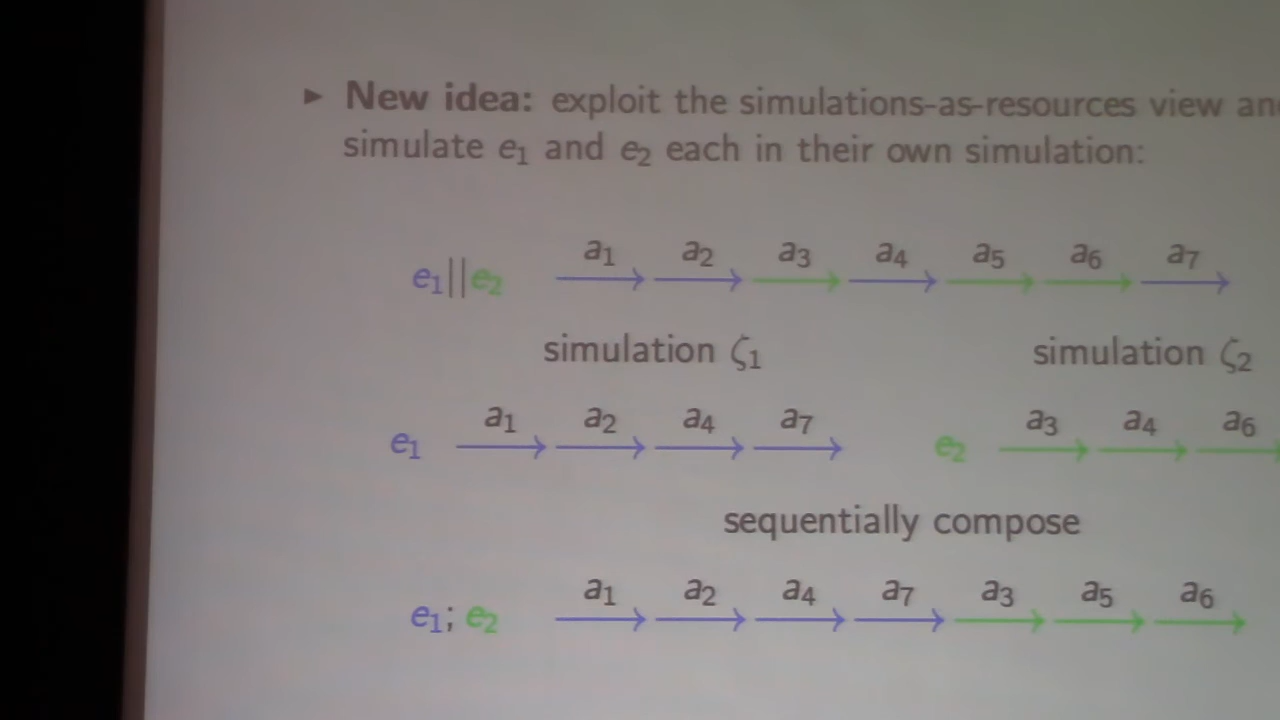 ► New idea: exploit the simulations-as-resources view
simulate e₁ and e₂ each in their own simulation:
e₁||e₂ a₁ a₂ a₃ a₄ a₅ a₆ a₇
simulation ζ₁ simulation ζ₂
e₁ a₁ a₂ a₄ a₇ e₂ a₃ a₄ a₆
sequentially compose
e₁; e₂ a₁ a₂ a₄ a₇ a₃ a₅ a₆